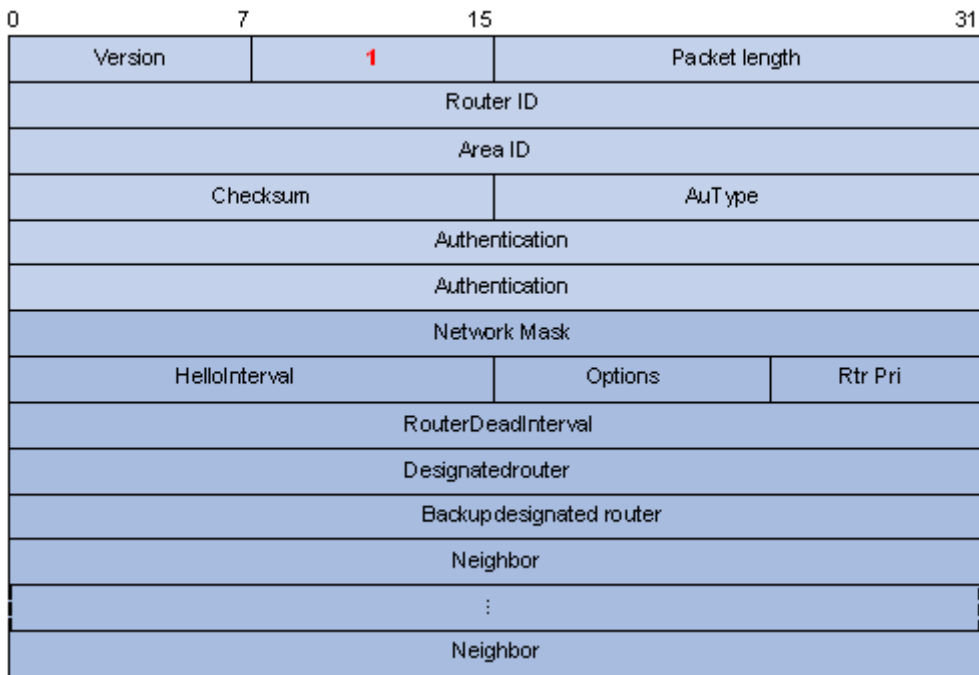 0 7 15 31
Version 1 Packet length
Router ID
Area ID
Checksum AuType
Authentication
Authentication
Network Mask
HelloInterval Options Rtr Pri
RouterDeadInterval
Designatedrouter
Backupdesignated router
Neighbor
⋮
Neighbor